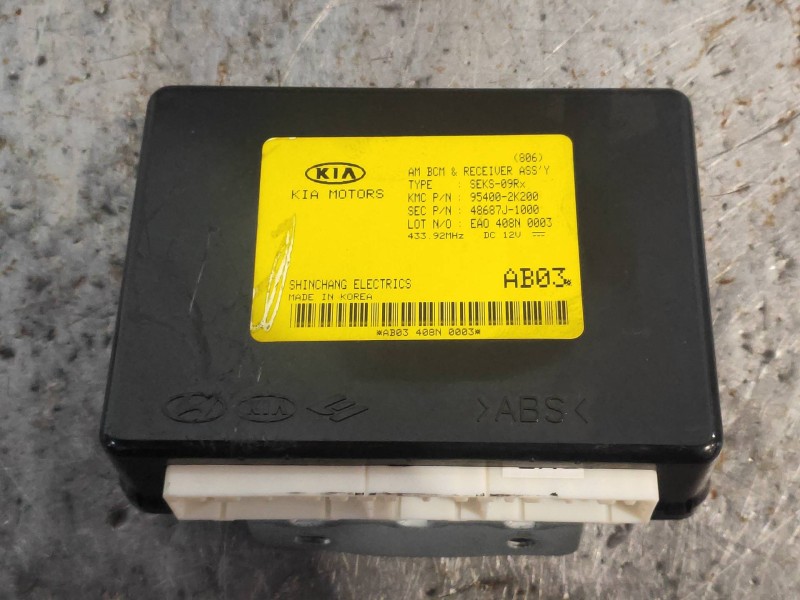 (806)
KIA
KIA MOTORS
AM BCM & RECEIVER ASS'Y
TYPE : SEKS-09Rx
KMC P/N : 95400-2K200
SEC P/N : 48687J-1000
LOT N/O : EAO 408N 0003
433.92MHz DC 12V
SHINCHANG ELECTRICS
MADE IN KOREA
AB03
*AB03 408N 0003*
KIA
>ABS<